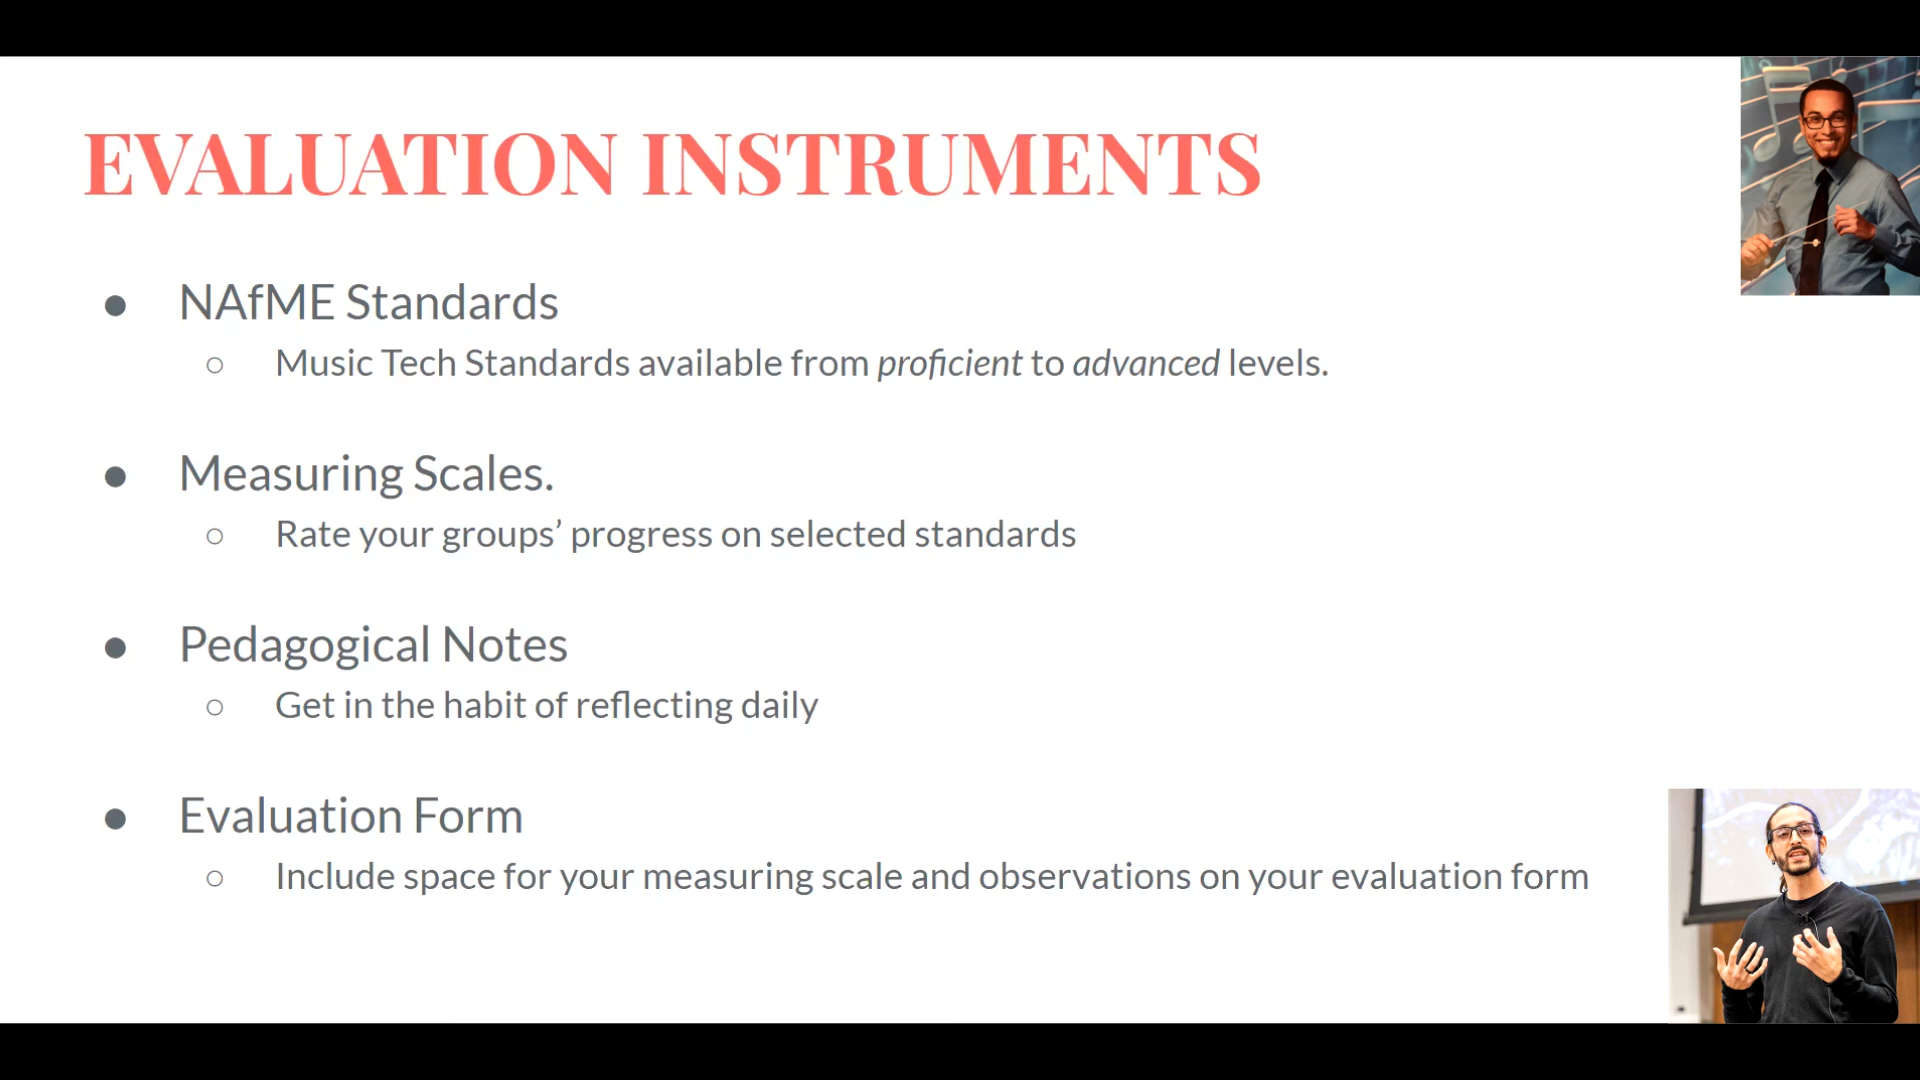 EVALUATION INSTRUMENTS
● NAfME Standards
○ Music Tech Standards available from proficient to advanced levels.
● Measuring Scales.
○ Rate your groups’ progress on selected standards
● Pedagogical Notes
○ Get in the habit of reflecting daily
● Evaluation Form
○ Include space for your measuring scale and observations on your evaluation form